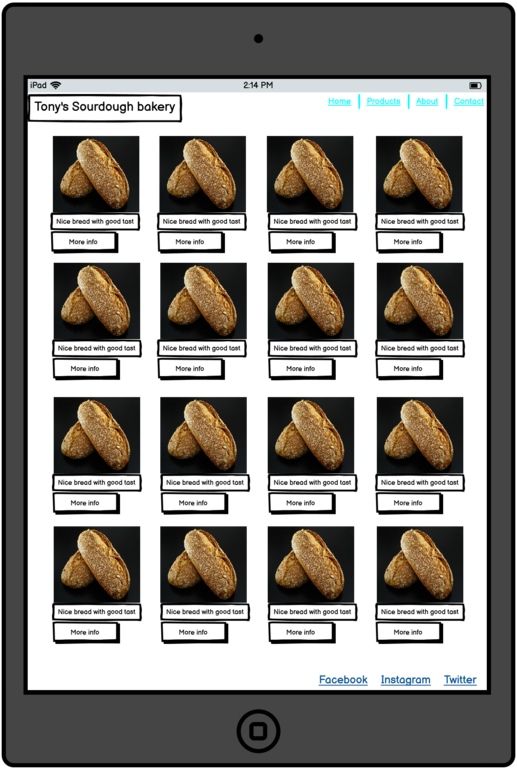 iPad 2:14 PM
Tony's Sourdough bakery
Home Products About Contact
Nice bread with good tast Nice bread with good tast Nice bread with good tast Nice bread with good tast
More info More info More info More info
Nice bread with good tast Nice bread with good tast Nice bread with good tast Nice bread with good tast
More info More info More info More info
Nice bread with good tast Nice bread with good tast Nice bread with good tast Nice bread with good tast
More info More info More info More info
Nice bread with good tast Nice bread with good tast Nice bread with good tast Nice bread with good tast
More info More info More info More info
Facebook Instagram Twitter